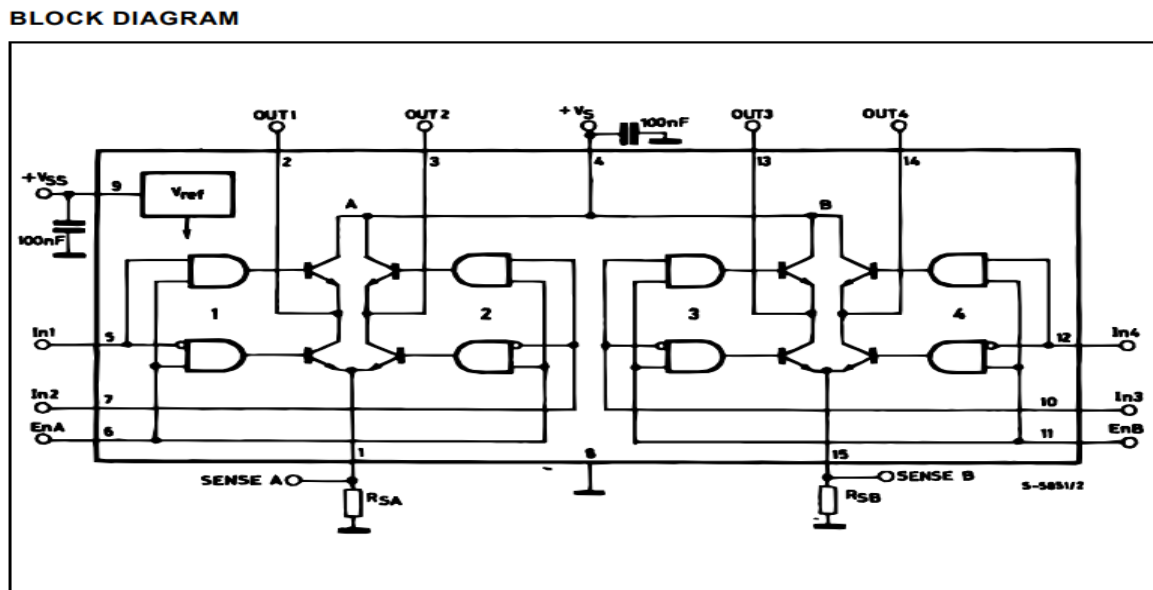 BLOCK DIAGRAM
OUT1 OUT2 +VS 100nF OUT3 OUT4
2 3 4 13 14
+VSS 9 Vref
A B
100nF
1 2 3 4
In1 5 12 In4
In2 7 10 In3
EnA 6 11 EnB
1 8 15
SENSE A SENSE B
S-5851/2
RSA RSB